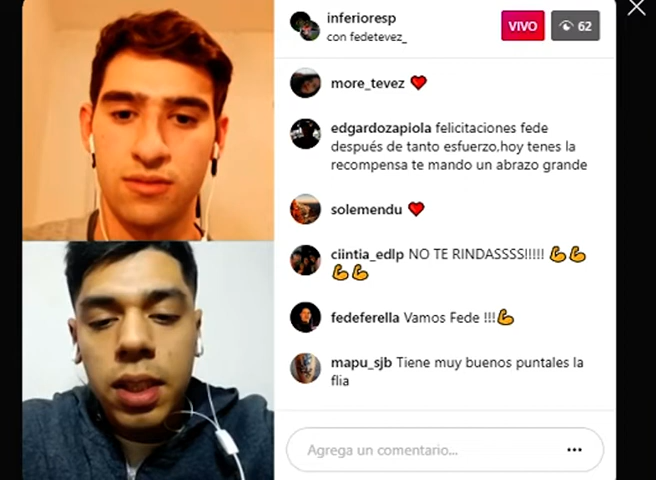 inferioresp
con fedetevez_
VIVO
62
more_tevez ❤️
edgardozapiola felicitaciones fede
después de tanto esfuerzo,hoy tenes la
recompensa te mando un abrazo grande
solemendu ❤️
ciintia_edlp NO TE RINDASSSS!!!!! 💪💪
💪💪
fedeferella Vamos Fede !!!💪
mapu_sjb Tiene muy buenos puntales la
flia
Agrega un comentario...